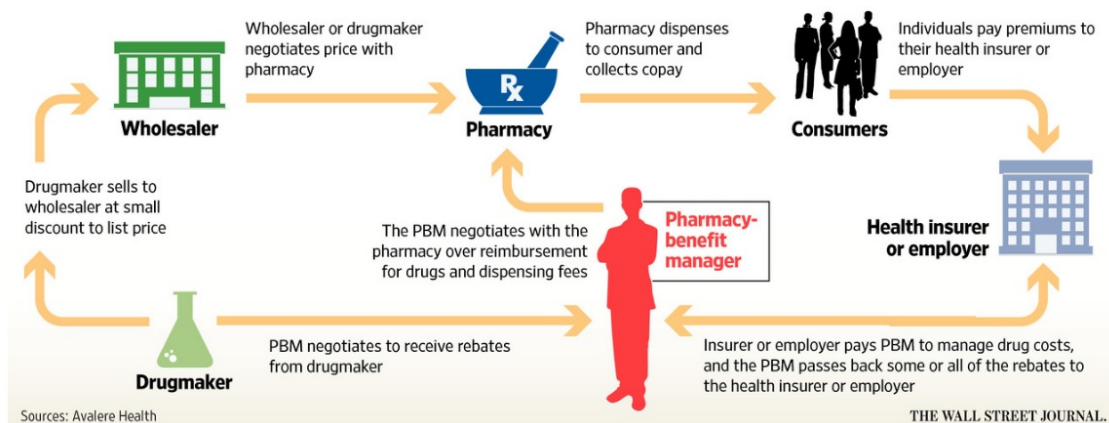 Wholesaler or drugmaker
negotiates price with
pharmacy
Pharmacy dispenses
to consumer and
collects copay
Individuals pay premiums to
their health insurer or
employer
Rx
Wholesaler
Pharmacy
Consumers
Drugmaker sells to
wholesaler at small
discount to list price
The PBM negotiates with the
pharmacy over reimbursement
for drugs and dispensing fees
Pharmacy-
benefit
manager
Health insurer
or employer
PBM negotiates to receive rebates
from drugmaker
Insurer or employer pays PBM to manage drug costs,
and the PBM passes back some or all of the rebates to
the health insurer or employer
Drugmaker
Sources: Avalere Health
THE WALL STREET JOURNAL.